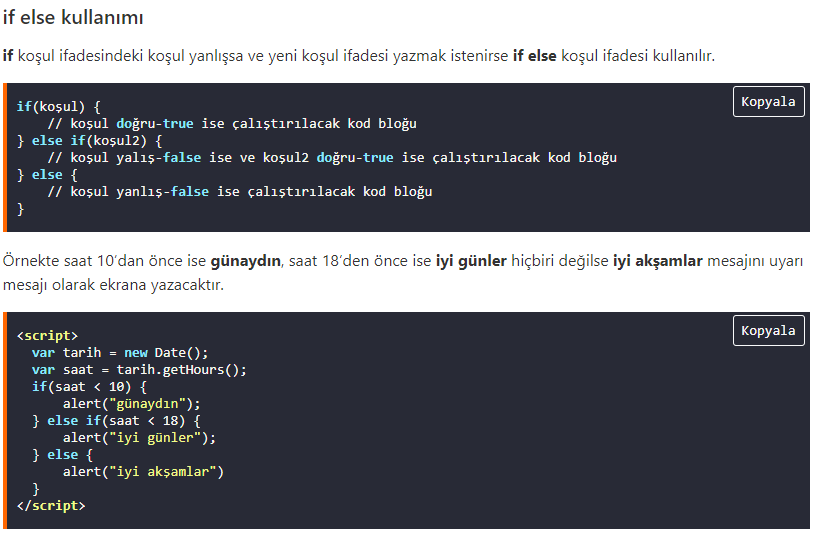 if else kullanımı
if koşul ifadesindeki koşul yanlışsa ve yeni koşul ifadesi yazmak istenirse if else koşul ifadesi kullanılır.
Kopyala
if(koşul) {
    // koşul doğru-true ise çalıştırılacak kod bloğu
} else if(koşul2) {
    // koşul yalış-false ise ve koşul2 doğru-true ise çalıştırılacak kod bloğu
} else {
    // koşul yanlış-false ise çalıştırılacak kod bloğu
}
Örnekte saat 10’dan önce ise günaydın, saat 18’den önce ise iyi günler hiçbiri değilse iyi akşamlar mesajını uyarı
mesajı olarak ekrana yazacaktır.
Kopyala
<script>
  var tarih = new Date();
  var saat = tarih.getHours();
  if(saat < 10) {
      alert("günaydın");
  } else if(saat < 18) {
      alert("iyi günler");
  } else {
      alert("iyi akşamlar")
  }
</script>